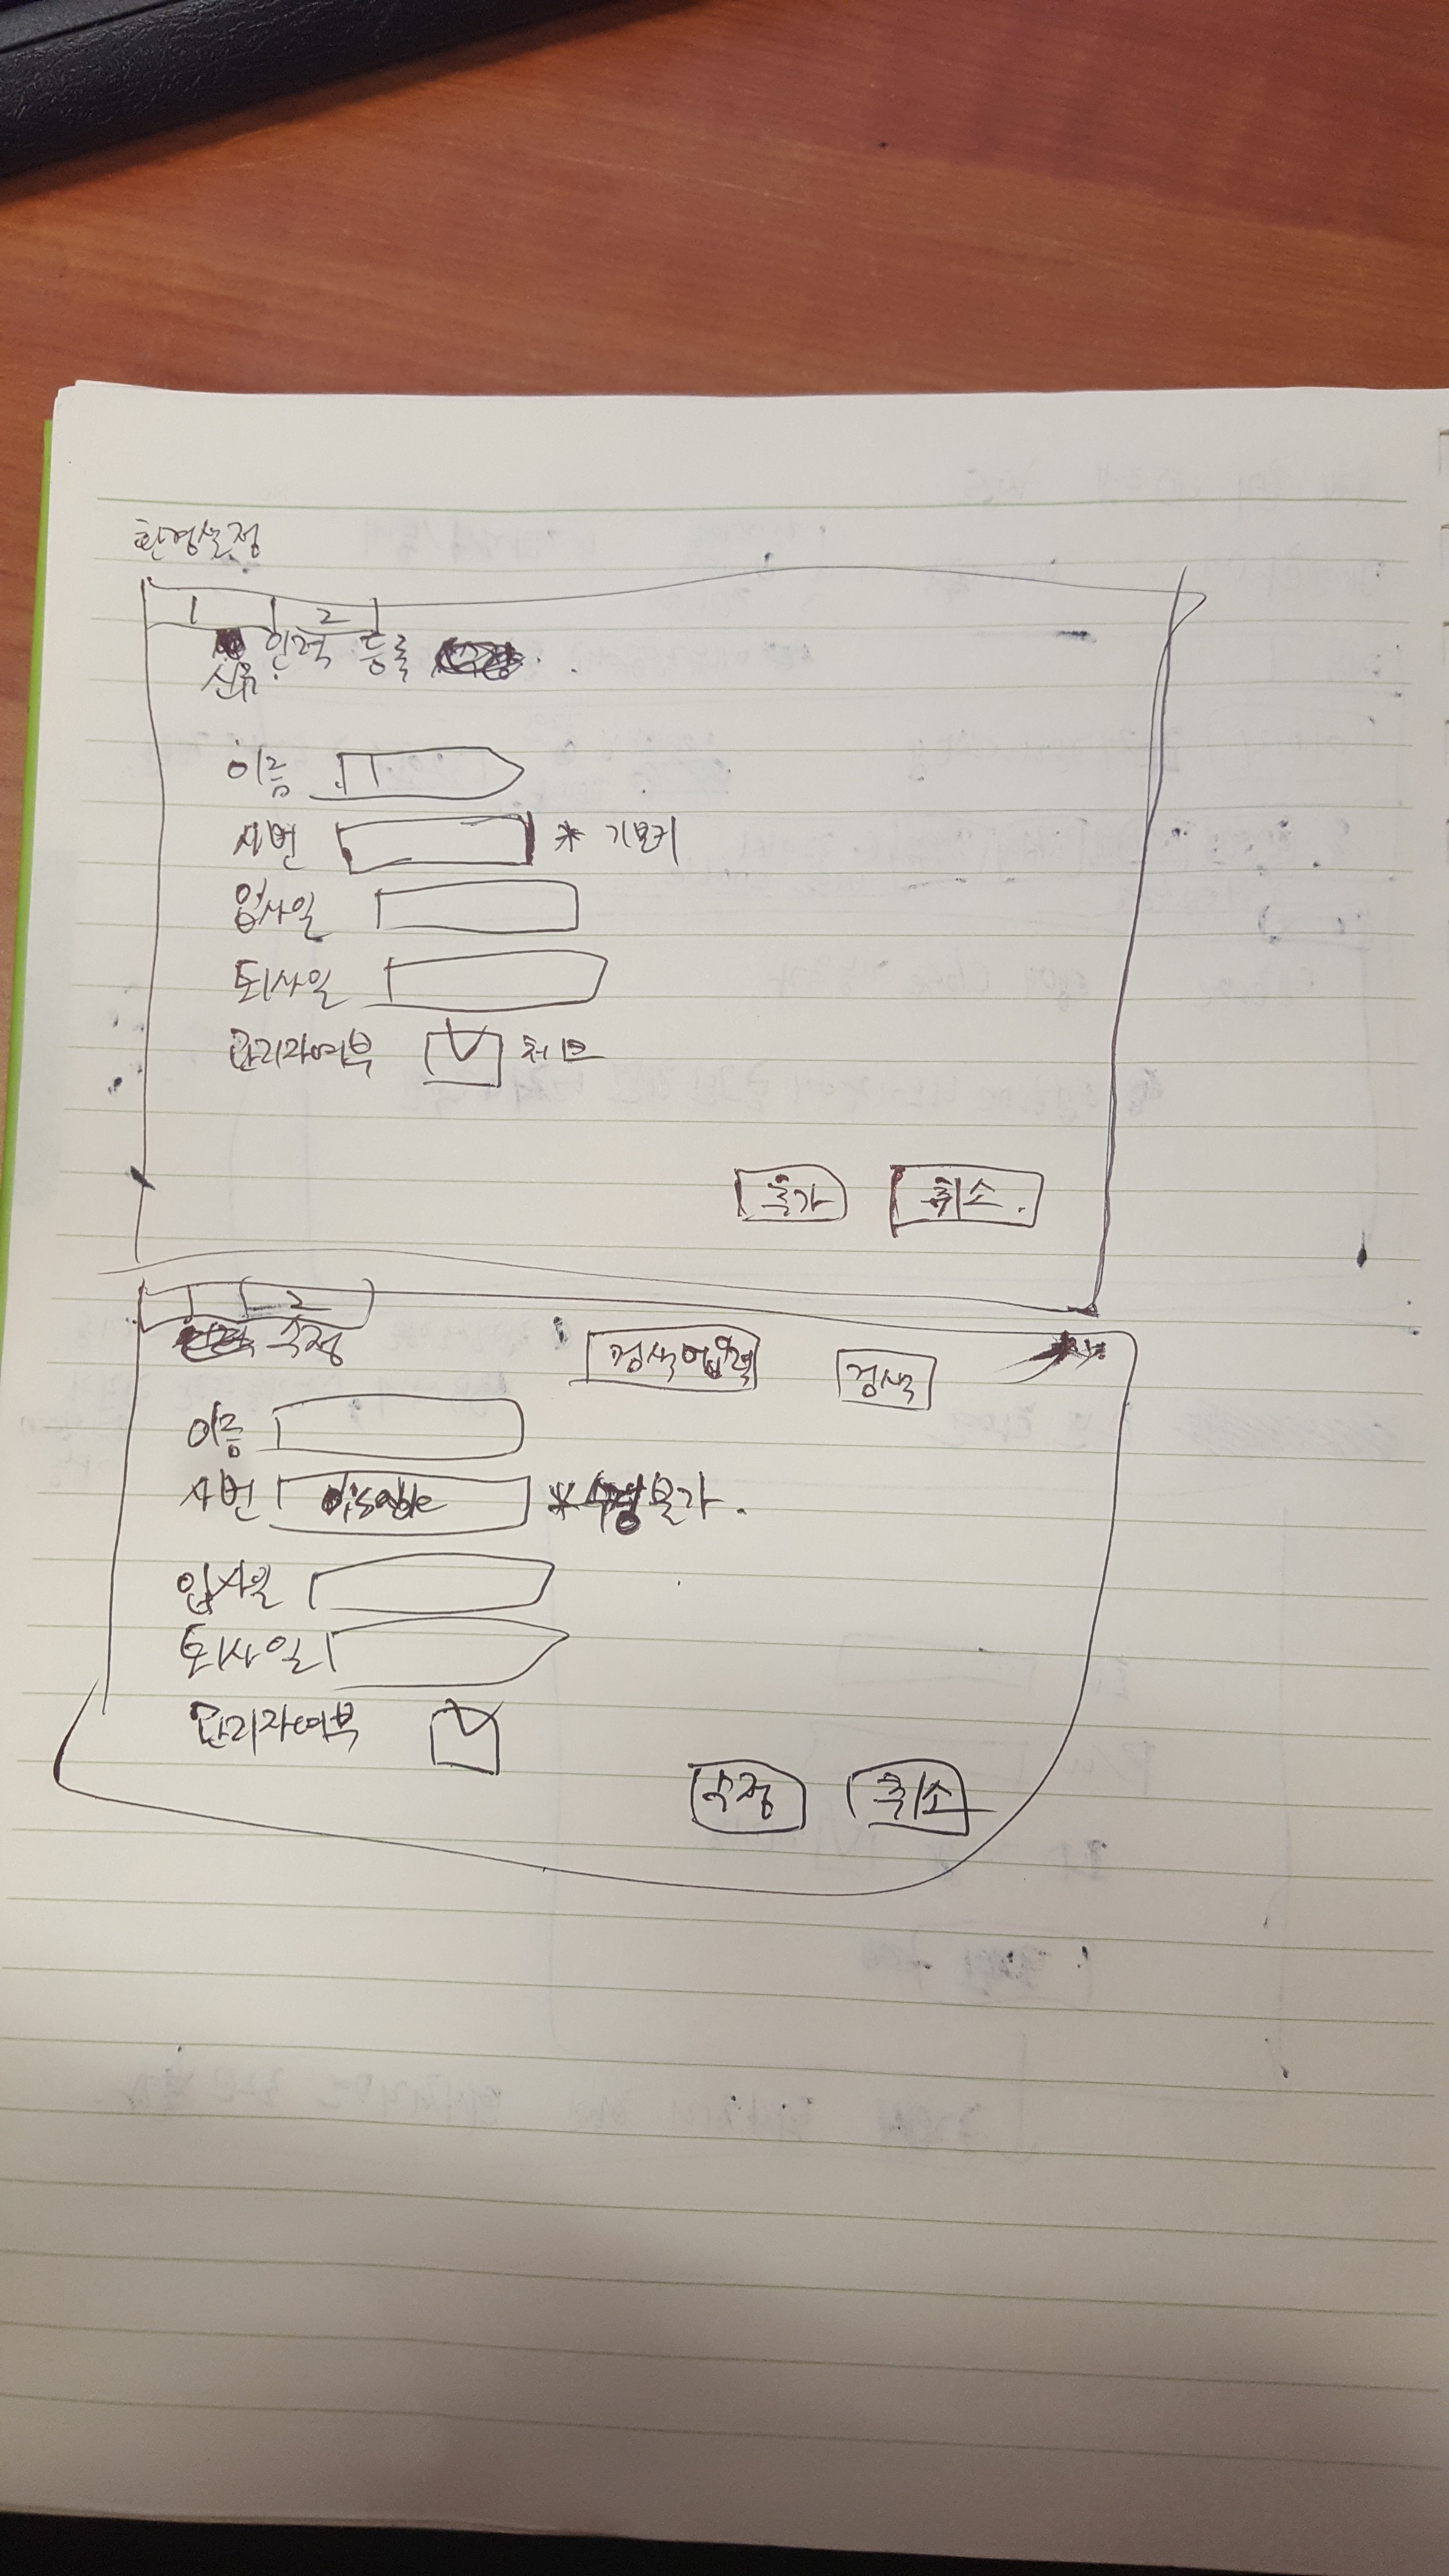 환경설정
1 2
인력 등록
신규
이름
사번 * 기본키
입사일
퇴사일
관리자여부 체크
추가 취소
1 2
수정 검색입력 검색
이름
사번 disable * 수정불가.
입사일
퇴사일
관리자여부
수정 취소